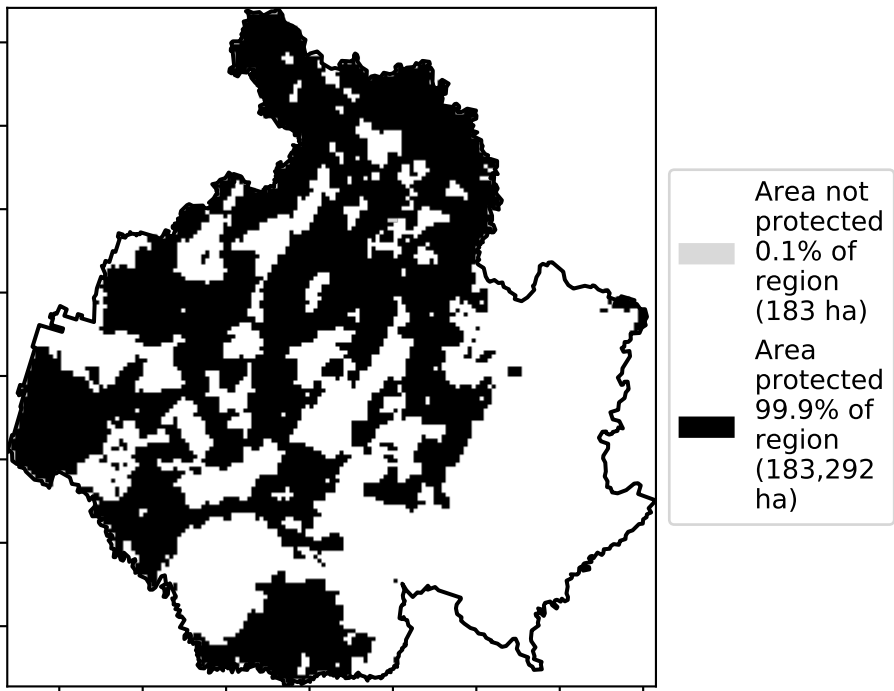 Area not
protected
0.1% of
region
(183 ha)
Area
protected
99.9% of
region
(183,292
ha)